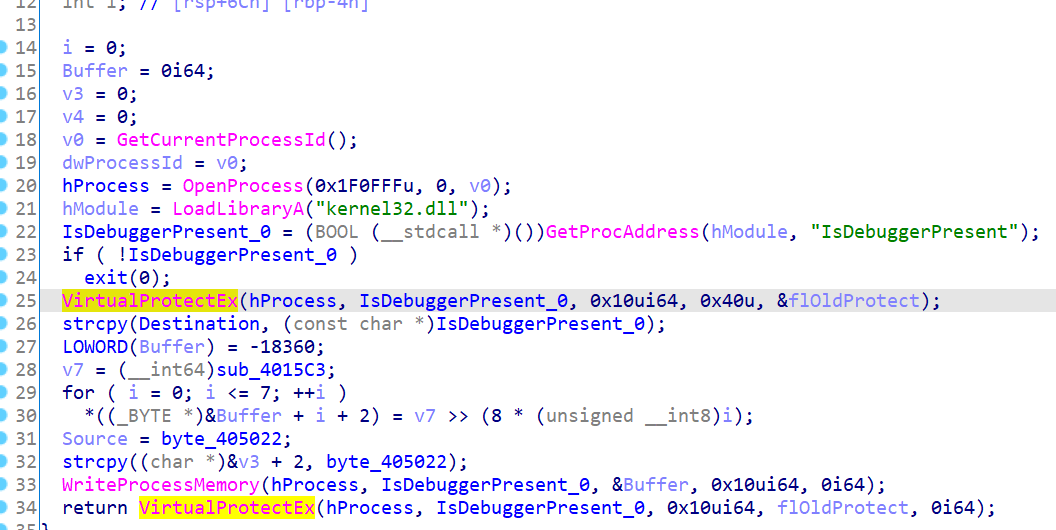 12 int i; // [rsp+6Ch] [rbp-4h]
13
14 i = 0;
15 Buffer = 0i64;
16 v3 = 0;
17 v4 = 0;
18 v0 = GetCurrentProcessId();
19 dwProcessId = v0;
20 hProcess = OpenProcess(0x1F0FFFu, 0, v0);
21 hModule = LoadLibraryA("kernel32.dll");
22 IsDebuggerPresent_0 = (BOOL (__stdcall *)())GetProcAddress(hModule, "IsDebuggerPresent");
23 if ( !IsDebuggerPresent_0 )
24 exit(0);
25 VirtualProtectEx(hProcess, IsDebuggerPresent_0, 0x10ui64, 0x40u, &flOldProtect);
26 strcpy(Destination, (const char *)IsDebuggerPresent_0);
27 LOWORD(Buffer) = -18360;
28 v7 = (__int64)sub_4015C3;
29 for ( i = 0; i <= 7; ++i )
30 *((_BYTE *)&Buffer + i + 2) = v7 >> (8 * (unsigned __int8)i);
31 Source = byte_405022;
32 strcpy((char *)&v3 + 2, byte_405022);
33 WriteProcessMemory(hProcess, IsDebuggerPresent_0, &Buffer, 0x10ui64, 0i64);
34 return VirtualProtectEx(hProcess, IsDebuggerPresent_0, 0x10ui64, flOldProtect, 0i64);
35 }